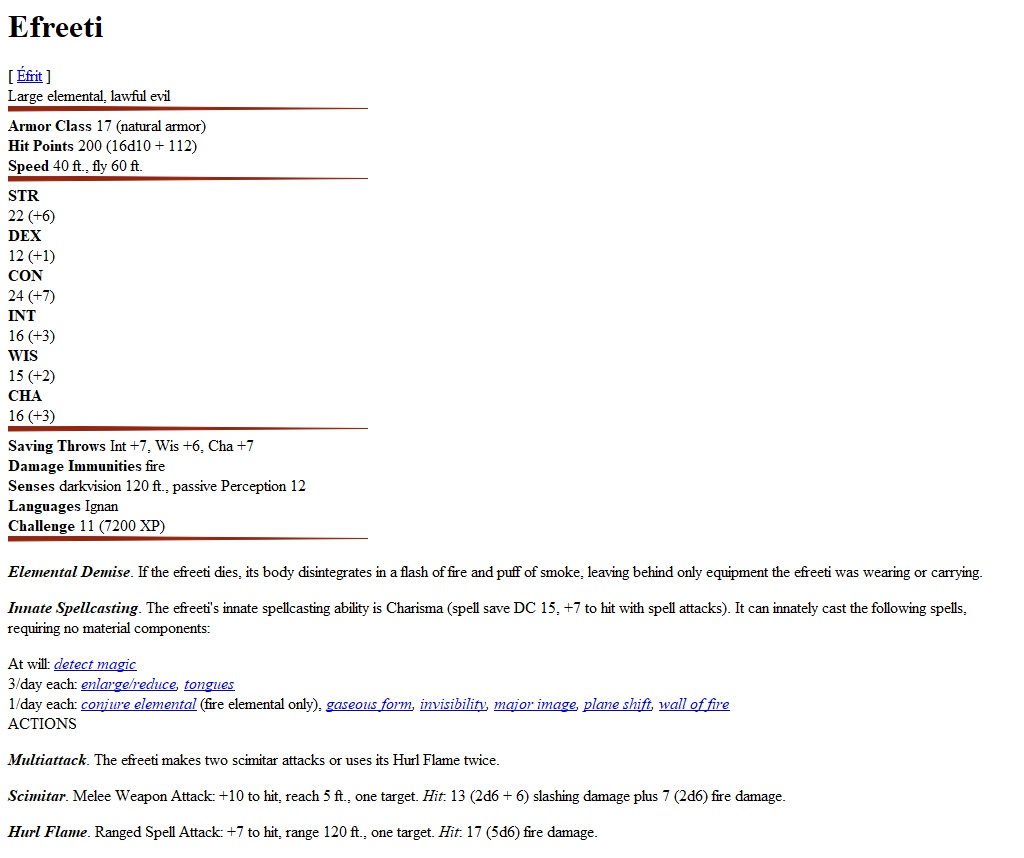 Efreeti
[ Éfrit ]
Large elemental, lawful evil
Armor Class 17 (natural armor)
Hit Points 200 (16d10 + 112)
Speed 40 ft., fly 60 ft.
STR
22 (+6)
DEX
12 (+1)
CON
24 (+7)
INT
16 (+3)
WIS
15 (+2)
CHA
16 (+3)
Saving Throws Int +7, Wis +6, Cha +7
Damage Immunities fire
Senses darkvision 120 ft., passive Perception 12
Languages Ignan
Challenge 11 (7200 XP)
Elemental Demise. If the efreeti dies, its body disintegrates in a flash of fire and puff of smoke, leaving behind only equipment the efreeti was wearing or carrying.
Innate Spellcasting. The efreeti's innate spellcasting ability is Charisma (spell save DC 15, +7 to hit with spell attacks). It can innately cast the following spells,
requiring no material components:
At will: detect magic
3/day each: enlarge/reduce, tongues
1/day each: conjure elemental (fire elemental only), gaseous form, invisibility, major image, plane shift, wall of fire
ACTIONS
Multiattack. The efreeti makes two scimitar attacks or uses its Hurl Flame twice.
Scimitar. Melee Weapon Attack: +10 to hit, reach 5 ft., one target. Hit: 13 (2d6 + 6) slashing damage plus 7 (2d6) fire damage.
Hurl Flame. Ranged Spell Attack: +7 to hit, range 120 ft., one target. Hit: 17 (5d6) fire damage.